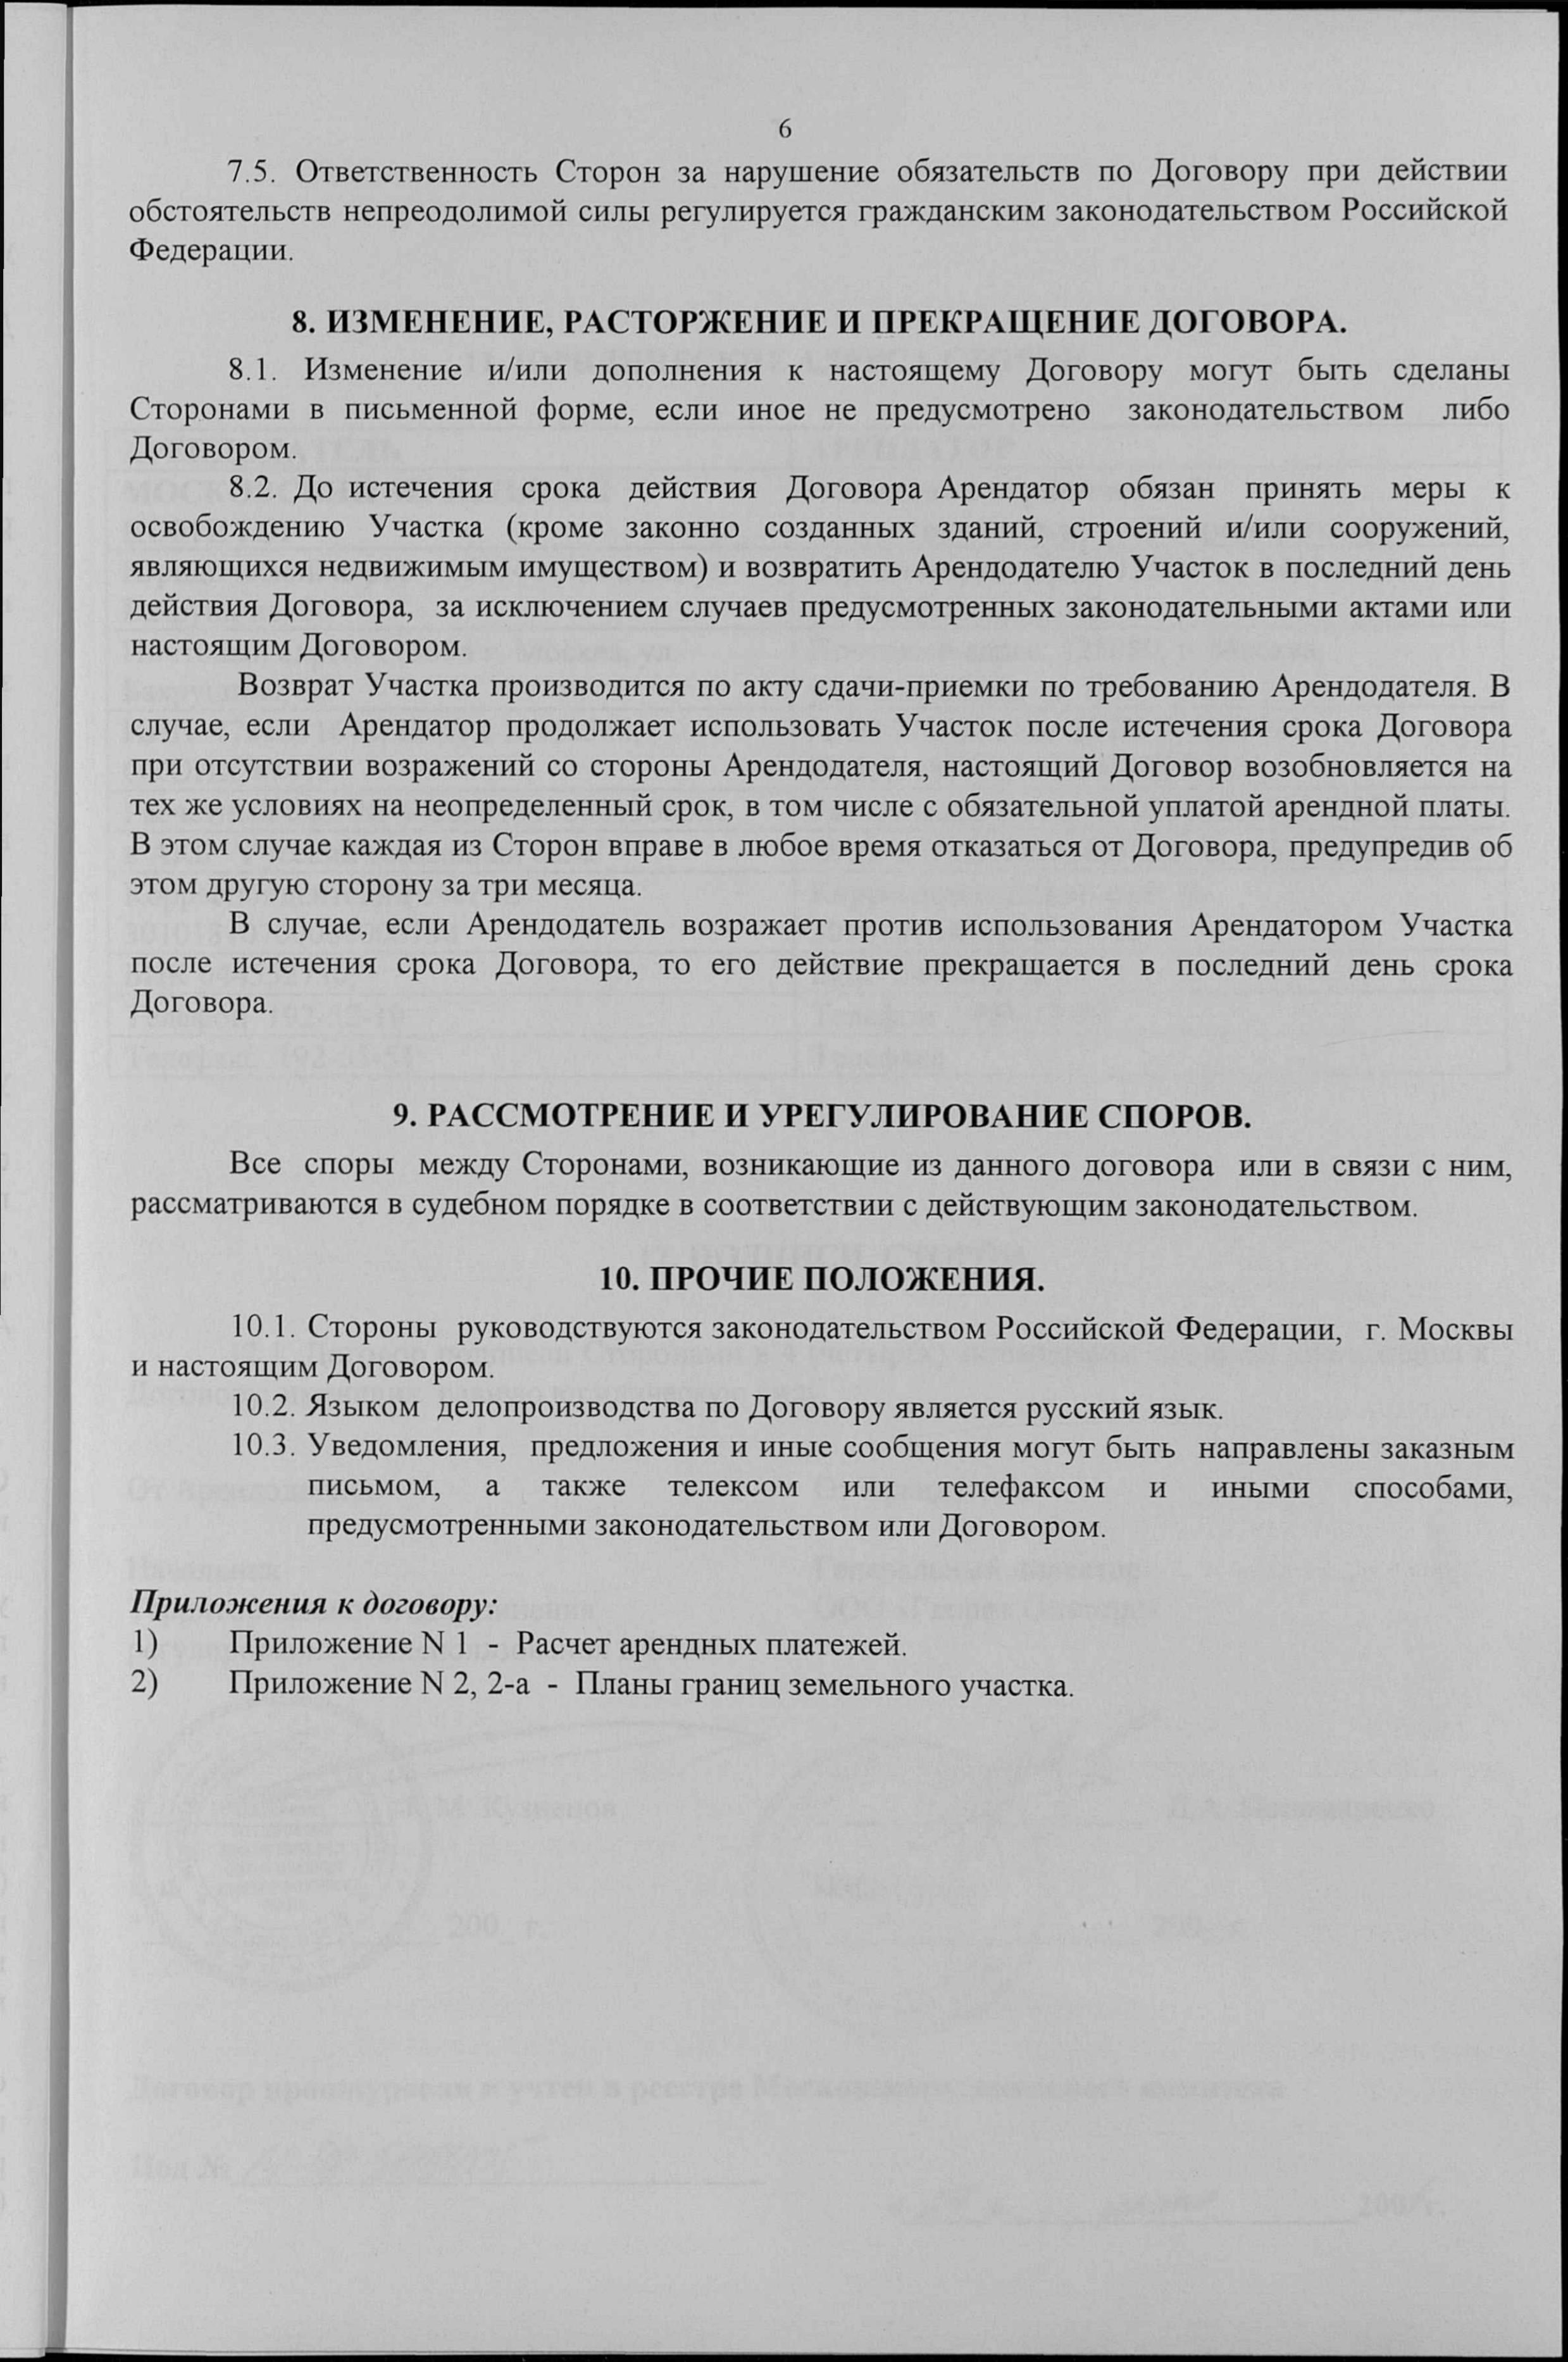 6
7.5. Ответственность Сторон за нарушение обязательств по Договору при действии
обстоятельств непреодолимой силы регулируется гражданским законодательством Российской
Федерации.
8. ИЗМЕНЕНИЕ, РАСТОРЖЕНИЕ И ПРЕКРАЩЕНИЕ ДОГОВОРА.
8.1. Изменение и/или дополнения к настоящему Договору могут быть сделаны
Сторонами в письменной форме, если иное не предусмотрено законодательством либо
Договором.
8.2. До истечения срока действия Договора Арендатор обязан принять меры к
освобождению Участка (кроме законно созданных зданий, строений и/или сооружений,
являющихся недвижимым имуществом) и возвратить Арендодателю Участок в последний день
действия Договора, за исключением случаев предусмотренных законодательными актами или
настоящим Договором.
Возврат Участка производится по акту сдачи-приемки по требованию Арендодателя. В
случае, если Арендатор продолжает использовать Участок после истечения срока Договора
при отсутствии возражений со стороны Арендодателя, настоящий Договор возобновляется на
тех же условиях на неопределенный срок, в том числе с обязательной уплатой арендной платы.
В этом случае каждая из Сторон вправе в любое время отказаться от Договора, предупредив об
этом другую сторону за три месяца.
В случае, если Арендодатель возражает против использования Арендатором Участка
после истечения срока Договора, то его действие прекращается в последний день срока
Договора.
9. РАССМОТРЕНИЕ И УРЕГУЛИРОВАНИЕ СПОРОВ.
Все споры между Сторонами, возникающие из данного договора или в связи с ним,
рассматриваются в судебном порядке в соответствии с действующим законодательством.
10. ПРОЧИЕ ПОЛОЖЕНИЯ.
10.1. Стороны руководствуются законодательством Российской Федерации, г. Москвы
и настоящим Договором.
10.2. Языком делопроизводства по Договору является русский язык.
10.3. Уведомления, предложения и иные сообщения могут быть направлены заказным
письмом, а также телексом или телефаксом и иными способами,
предусмотренными законодательством или Договором.
Приложения к договору:
1) Приложение N 1 - Расчет арендных платежей.
2) Приложение N 2, 2-а - Планы границ земельного участка.